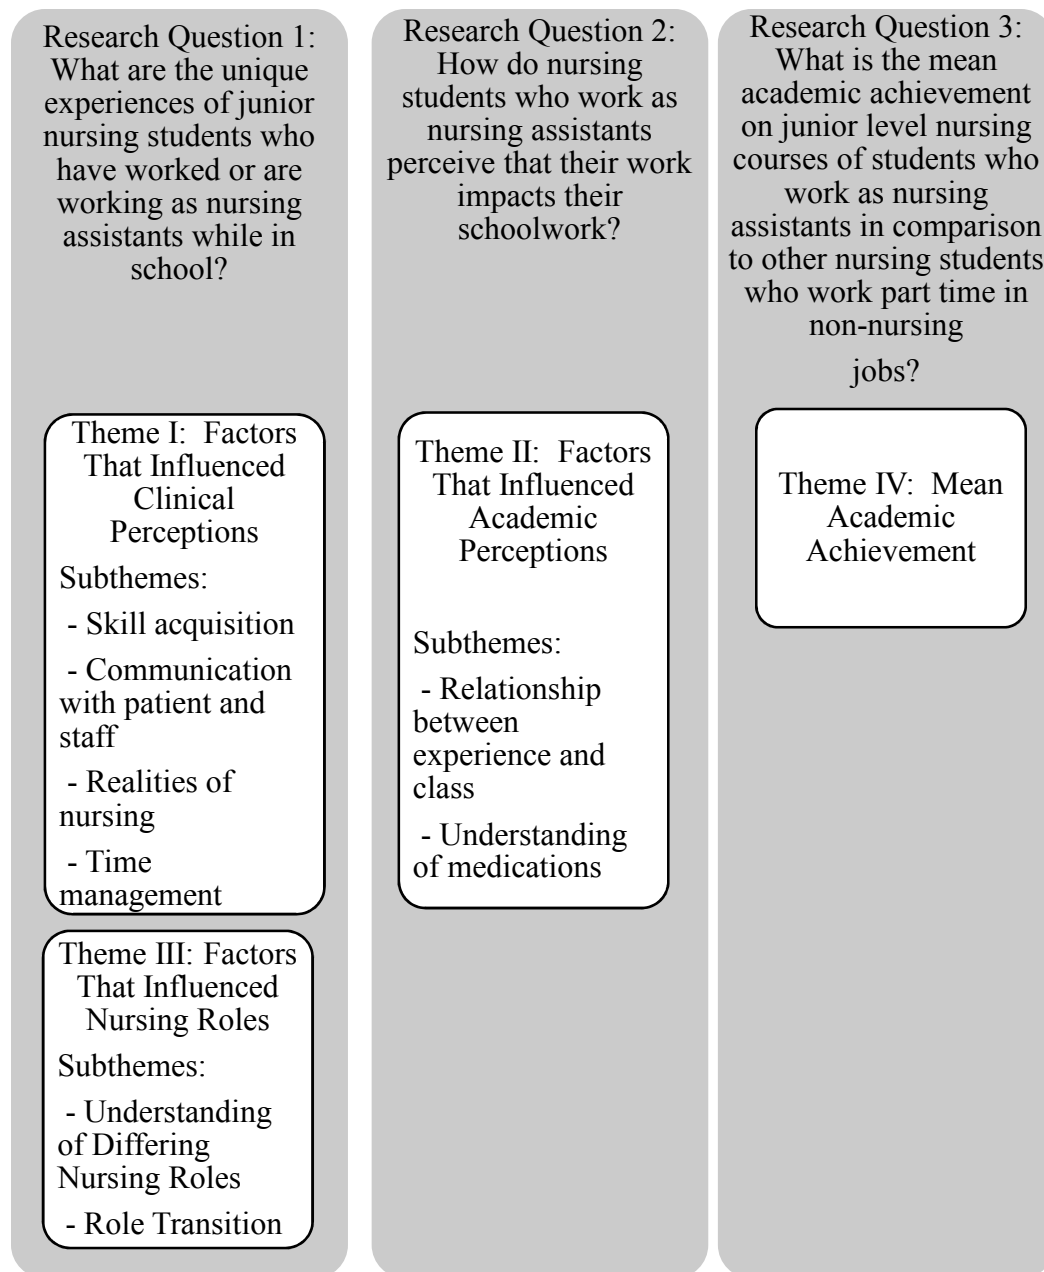 Research Question 1:
What are the unique
experiences of junior
nursing students who
have worked or are
working as nursing
assistants while in
school?
Theme I:  Factors
That Influenced
Clinical
Perceptions
Subthemes:
- Skill acquisition
- Communication
with patient and
staff
- Realities of
nursing
- Time
management
Theme III: Factors
That Influenced
Nursing Roles
Subthemes:
- Understanding
of Differing
Nursing Roles
- Role Transition
Research Question 2:
How do nursing
students who work as
nursing assistants
perceive that their work
impacts their
schoolwork?
Theme II:  Factors
That Influenced
Academic
Perceptions
Subthemes:
- Relationship
between
experience and
class
- Understanding
of medications
Research Question 3:
What is the mean
academic achievement
on junior level nursing
courses of students who
work as nursing
assistants in comparison
to other nursing students
who work part time in
non-nursing
jobs?
Theme IV:  Mean
Academic
Achievement